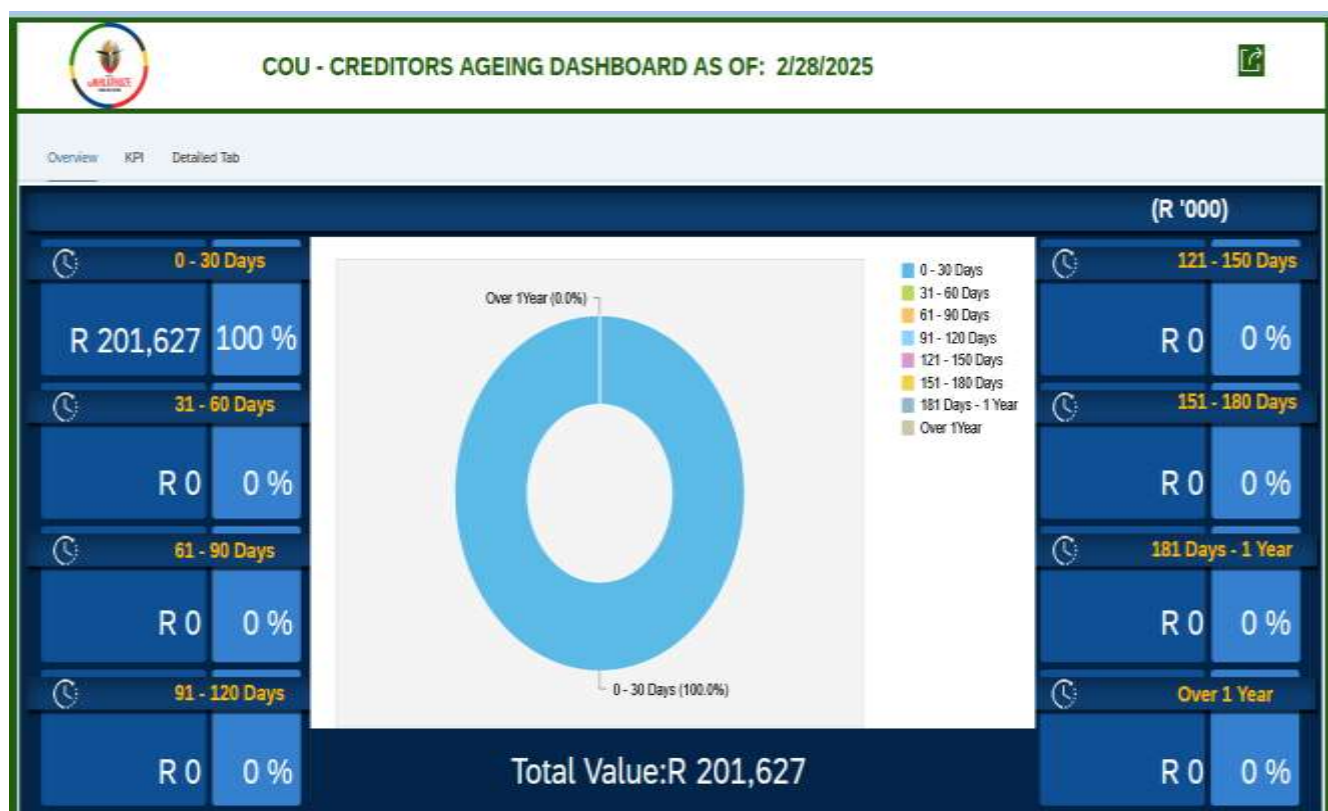 uMHLATHUZE
COU - CREDITORS AGEING DASHBOARD AS OF: 2/28/2025
Overview KPI Detailed Tab
(R '000)
0 - 30 Days
R 201,627 100 %
31 - 60 Days
R 0 0 %
61 - 90 Days
R 0 0 %
91 - 120 Days
R 0 0 %
Over 1Year (0.0%)
0 - 30 Days (100.0%)
0 - 30 Days
31 - 60 Days
61 - 90 Days
91 - 120 Days
121 - 150 Days
151 - 180 Days
181 Days - 1 Year
Over 1Year
Total Value:R 201,627
121 - 150 Days
R 0 0 %
151 - 180 Days
R 0 0 %
181 Days - 1 Year
R 0 0 %
Over 1 Year
R 0 0 %